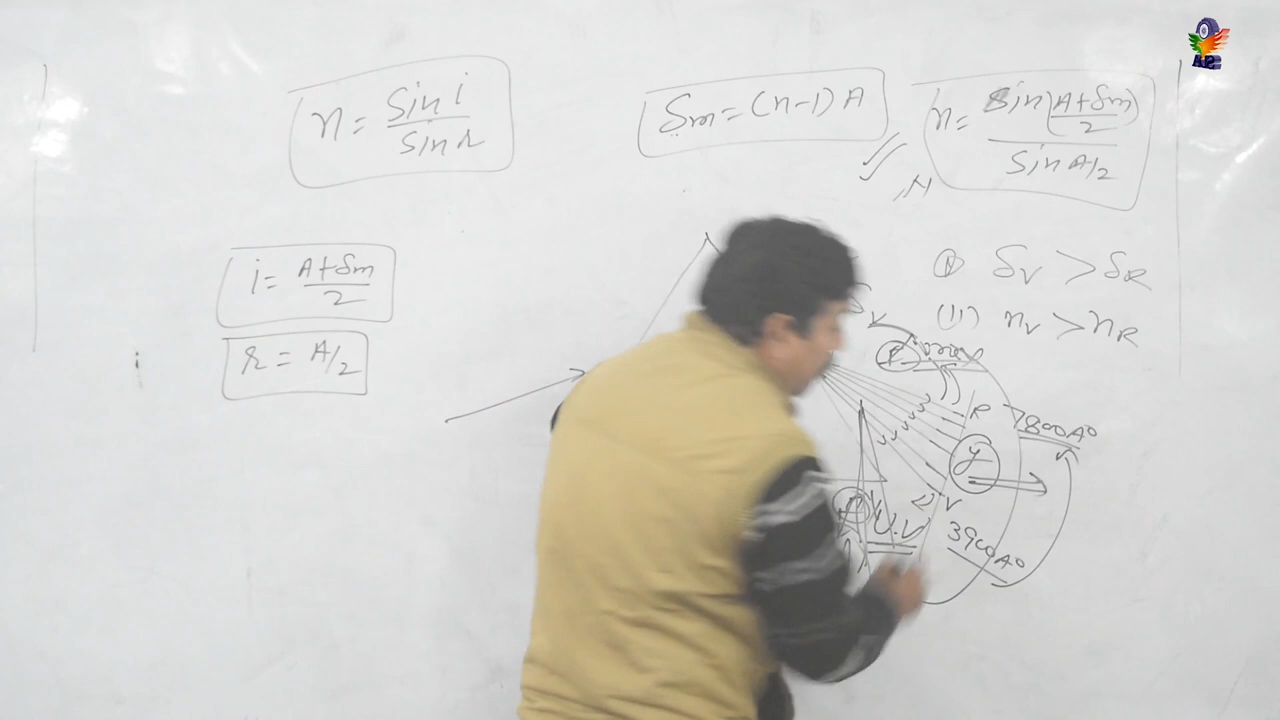 n = Sin i / Sin r
δm = (n-1) A
n = Sin (A+δm / 2) / Sin A/2
i = A+δm / 2
r = A/2
(I) δV > δR
(II) nV > nR
R 7800A°
y
V
3900A°
U.V